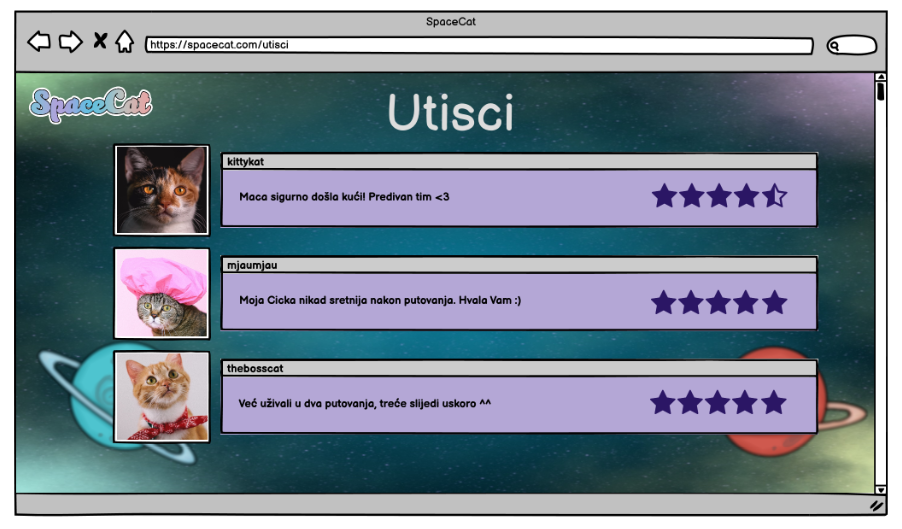 SpaceCat
https://spacecat.com/utisci
SpaceCat
Utisci
kittykat
Maca sigurno došla kući! Predivan tim <3
mjaumjau
Moja Cicka nikad sretnija nakon putovanja. Hvala Vam :)
thebosscat
Već uživali u dva putovanja, treće slijedi uskoro ^^